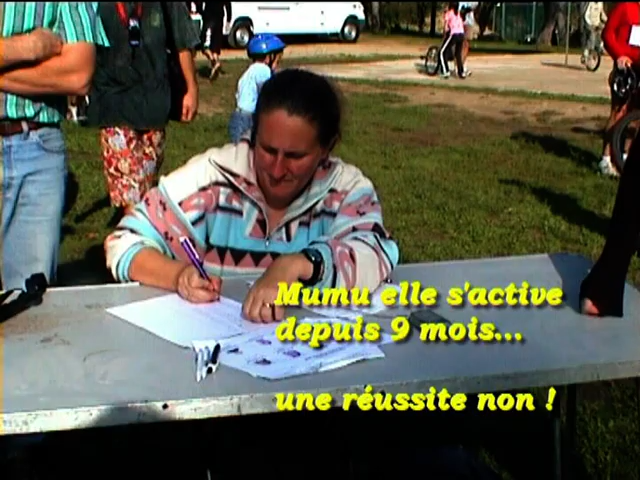 Mumu elle s'active
depuis 9 mois...
une réussite non !